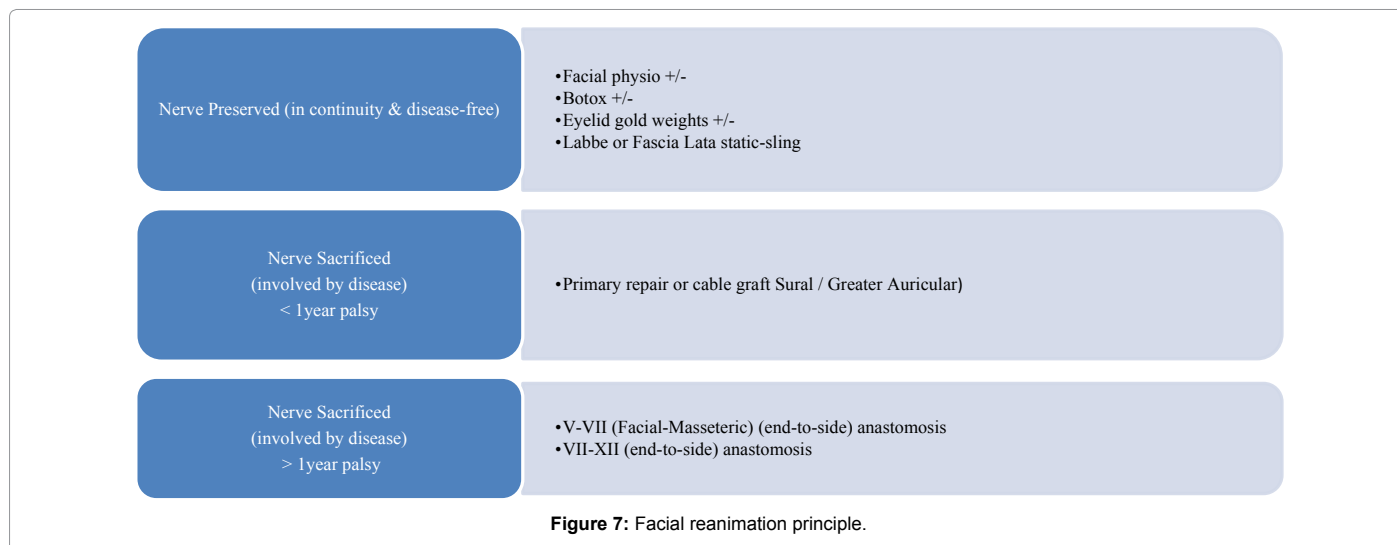 Nerve Preserved (in continuity & disease-free)
•Facial physio +/-
•Botox +/-
•Eyelid gold weights +/-
•Labbe or Fascia Lata static-sling
Nerve Sacrificed
(involved by disease)
< 1year palsy
•Primary repair or cable graft Sural / Greater Auricular)
Nerve Sacrificed
(involved by disease)
> 1year palsy
•V-VII (Facial-Masseteric) (end-to-side) anastomosis
•VII-XII (end-to-side) anastomosis
Figure 7: Facial reanimation principle.